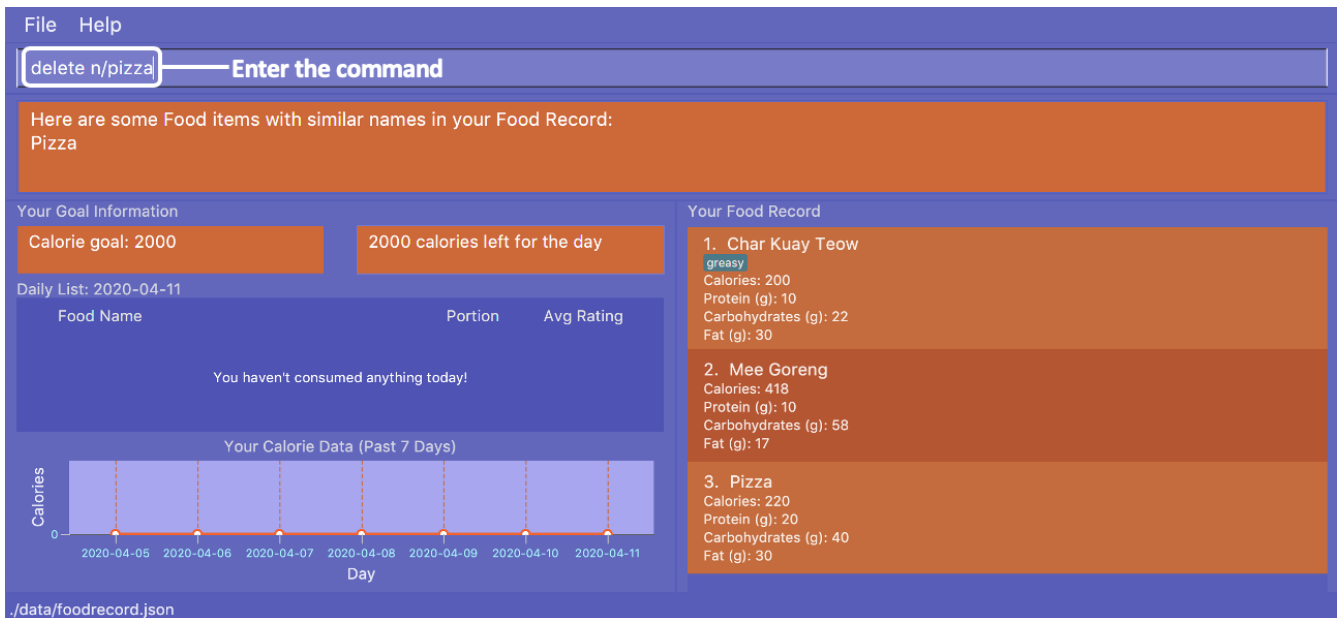 File Help
delete n/pizza Enter the command
Here are some Food items with similar names in your Food Record:
Pizza
Your Goal Information
Calorie goal: 2000 2000 calories left for the day
Daily List: 2020-04-11
Food Name Portion Avg Rating
You haven't consumed anything today!
Your Calorie Data (Past 7 Days)
Calories
0
2020-04-05 2020-04-06 2020-04-07 2020-04-08 2020-04-09 2020-04-10 2020-04-11
Day
Your Food Record
1. Char Kuay Teow
greasy
Calories: 200
Protein (g): 10
Carbohydrates (g): 22
Fat (g): 30
2. Mee Goreng
Calories: 418
Protein (g): 10
Carbohydrates (g): 58
Fat (g): 17
3. Pizza
Calories: 220
Protein (g): 20
Carbohydrates (g): 40
Fat (g): 30
./data/foodrecord.json